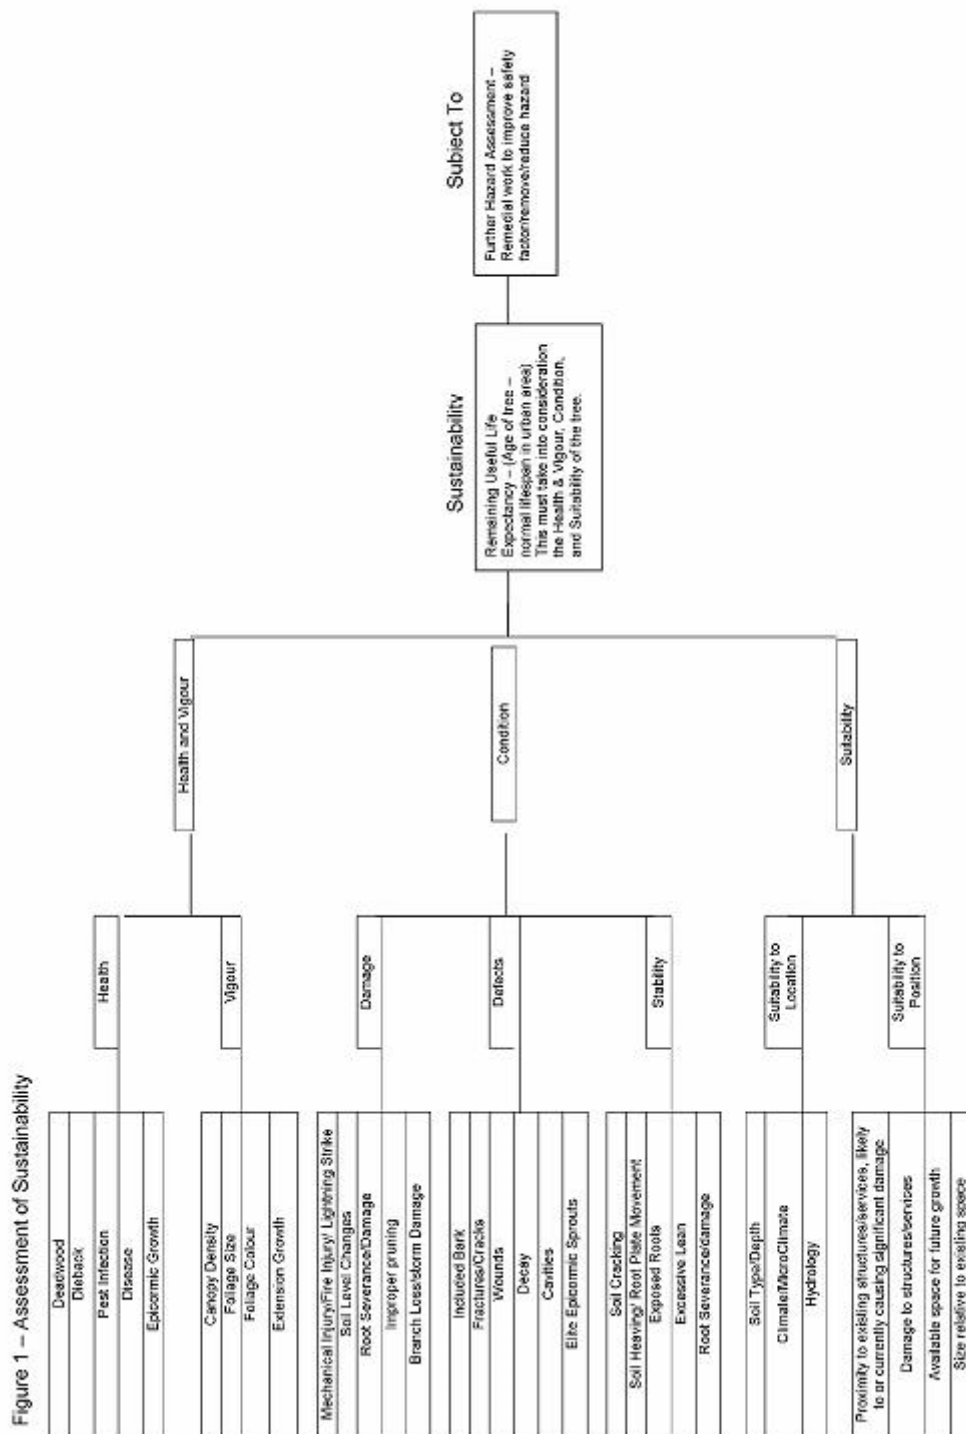 Figure 1 – Assessment of Sustainability
Deadwood
Dieback
Pest Infection
Disease
Epicormic Growth
Health
Canopy Density
Foliage Size
Foliage Colour
Extension Growth
Vigour
Health and Vigour
Mechanical Injury/Fire Injury/ Lightning Strike
Soil Level Changes
Root Severance/Damage
Improper pruning
Branch Loss/storm Damage
Damage
Included Bark
Fractures/Cracks
Wounds
Decay
Cavities
Elite Epicormic Sprouts
Defects
Soil Cracking
Soil Heaving/ Root Plate Movement
Exposed Roots
Excessive Lean
Root Severance/damage
Stability
Condition
Soil Type/Depth
Climate/MicroClimate
Hydrology
Suitability to
Location
Proximity to existing structures/services, likely
to or currently causing significant damage
Damage to structures/services
Available space for future growth
Size relative to existing space
Suitability to
Position
Suitability
Sustainability
Remaining Useful Life
Expectancy – (Age of tree –
normal lifespan in urban area)
This must take into consideration
the Health & Vigour, Condition,
and Suitability of the tree.
Subject To
Further Hazard Assessment –
Remedial work to improve safety
factor/remove/reduce hazard